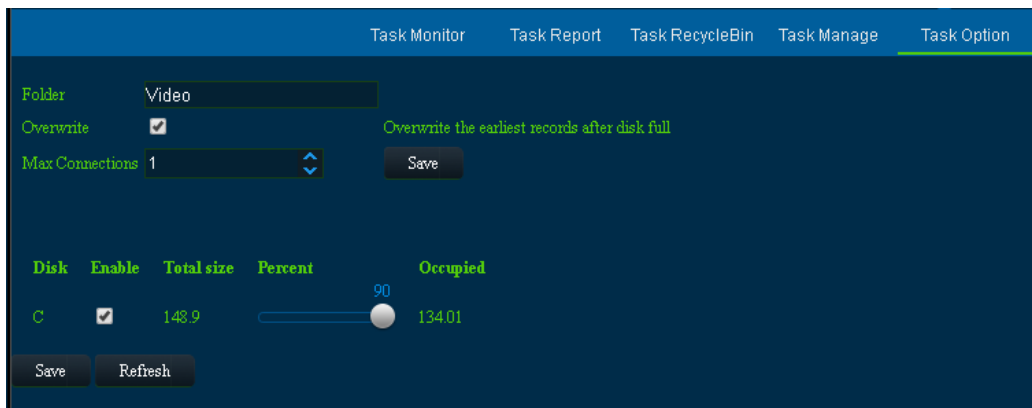 Task Monitor Task Report Task RecycleBin Task Manage Task Option
Folder Video
Overwrite Overwrite the earliest records after disk full
Max Connections 1 Save
Disk Enable Total size Percent Occupied
90
C 148.9 134.01
Save Refresh